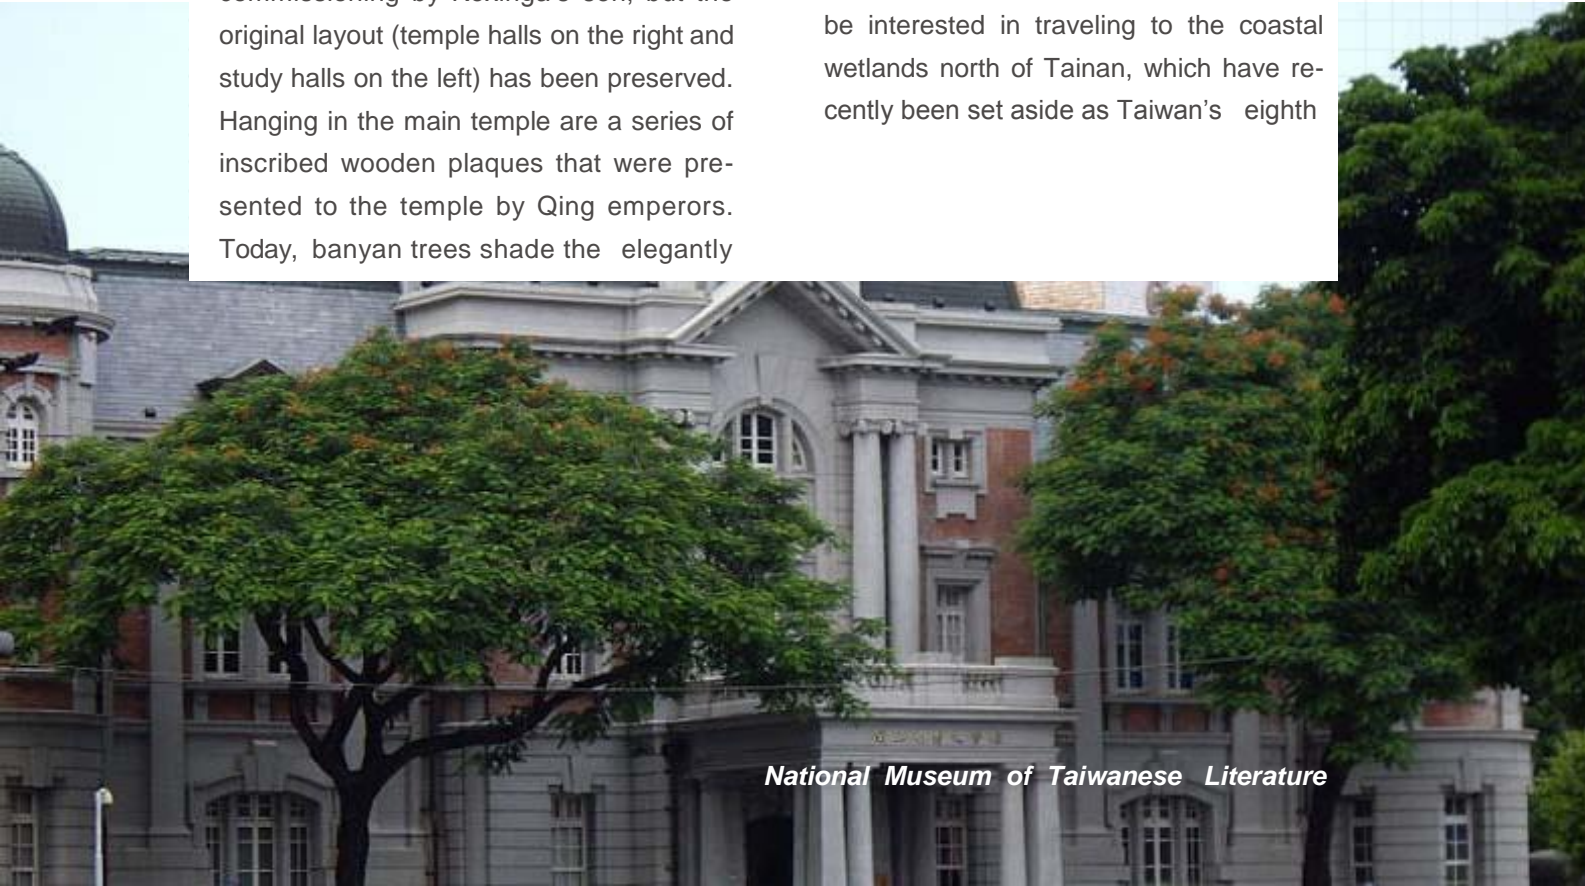 original layout (temple halls on the right and
study halls on the left) has been preserved.
Hanging in the main temple are a series of
inscribed wooden plaques that were pre-
sented to the temple by Qing emperors.
Today, banyan trees shade the elegantly
be interested in traveling to the coastal
wetlands north of Tainan, which have re-
cently been set aside as Taiwan’s eighth
National Museum of Taiwanese Literature